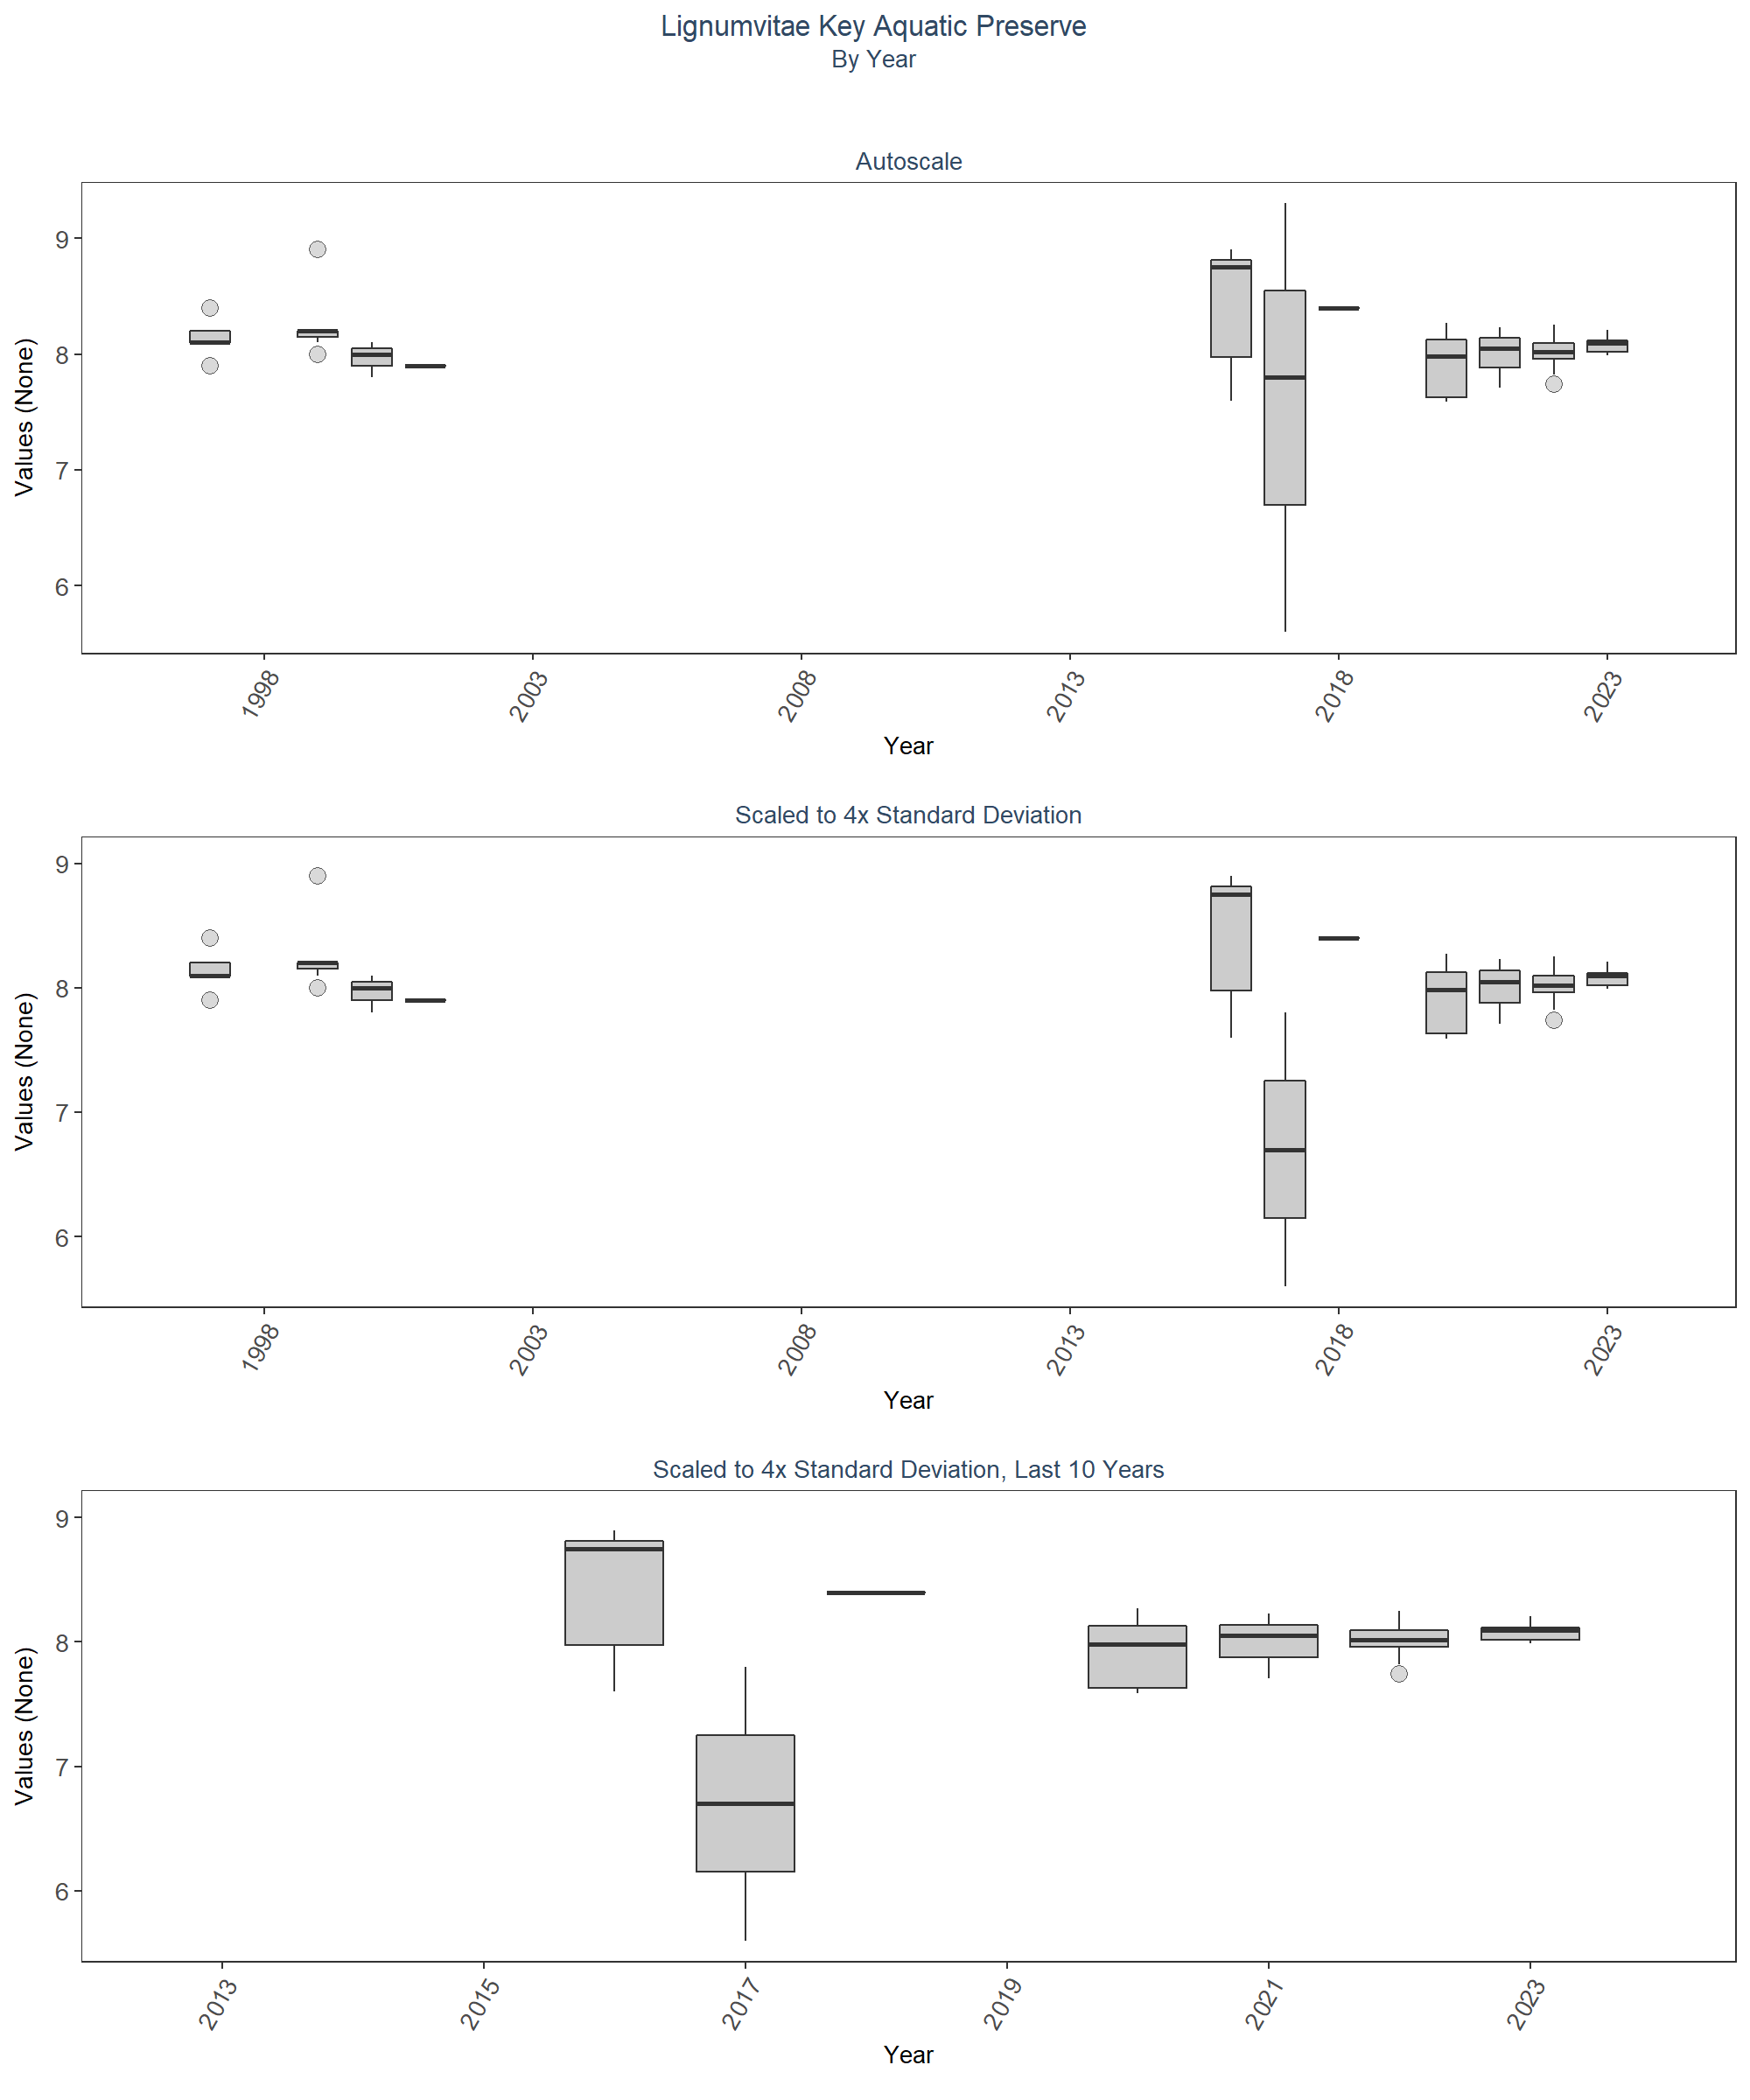 Lignumvitae Key Aquatic Preserve
By Year
Autoscale
Values (None)
9
8
7
6
1998
2003
2008
2013
2018
2023
Year
Scaled to 4x Standard Deviation
Values (None)
9
8
7
6
1998
2003
2008
2013
2018
2023
Year
Scaled to 4x Standard Deviation, Last 10 Years
Values (None)
9
8
7
6
2013
2015
2017
2019
2021
2023
Year